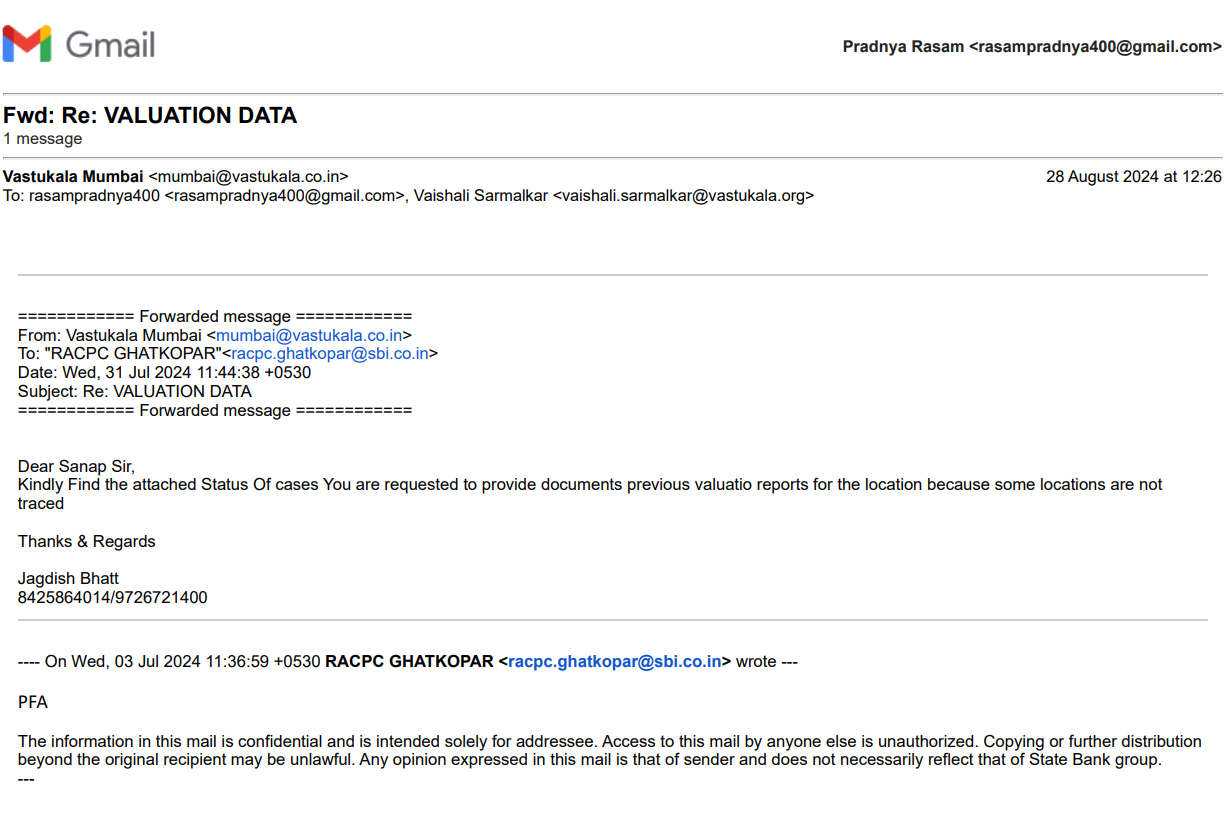 Gmail
Pradnya Rasam <rasampradnya400@gmail.com>
Fwd: Re: VALUATION DATA
1 message
Vastukala Mumbai <mumbai@vastukala.co.in>
28 August 2024 at 12:26
To: rasampradnya400 <rasampradnya400@gmail.com>, Vaishali Sarmalkar <vaishali.sarmalkar@vastukala.org>
============ Forwarded message ============
From: Vastukala Mumbai <mumbai@vastukala.co.in>
To: "RACPC GHATKOPAR"<racpc.ghatkopar@sbi.co.in>
Date: Wed, 31 Jul 2024 11:44:38 +0530
Subject: Re: VALUATION DATA
============ Forwarded message ============
Dear Sanap Sir,
Kindly Find the attached Status Of cases You are requested to provide documents previous valuatio reports for the location because some locations are not
traced
Thanks & Regards
Jagdish Bhatt
8425864014/9726721400
---- On Wed, 03 Jul 2024 11:36:59 +0530 RACPC GHATKOPAR <racpc.ghatkopar@sbi.co.in> wrote ---
PFA
The information in this mail is confidential and is intended solely for addressee. Access to this mail by anyone else is unauthorized. Copying or further distribution
beyond the original recipient may be unlawful. Any opinion expressed in this mail is that of sender and does not necessarily reflect that of State Bank group.
---